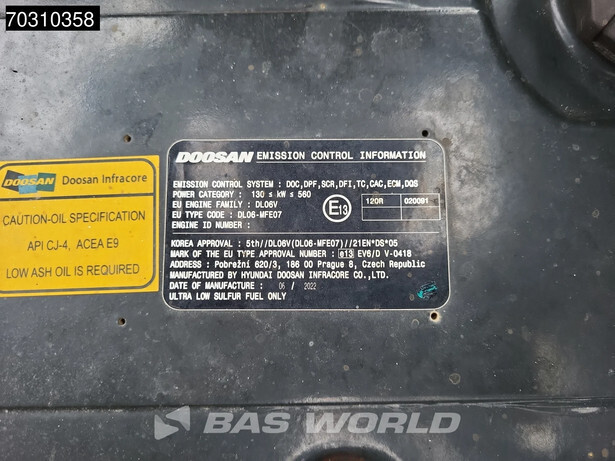 70310358
DOOSAN EMISSION CONTROL INFORMATION
EMISSION CONTROL SYSTEM : DOC,DPF,SCR,DFI,TC,CAC,ECM,DOS
POWER CATEGORY : 130 ≤ kW ≤ 560
EU ENGINE FAMILY : DL06V
EU TYPE CODE : DL06-MFE07
ENGINE ID NUMBER :
E13 120R 020091
KOREA APPROVAL : 5th//DL06V(DL06-MFE07)//21EN*DS*05
MARK OF THE EU TYPE APPROVAL NUMBER : e13 EV6/D V-0418
ADDRESS : Pobrežní 620/3, 186 00 Prague 8, Czech Republic
MANUFACTURED BY HYUNDAI DOOSAN INFRACORE CO.,LTD.
DATE OF MANUFACTURE : 06 / 2022
ULTRA LOW SULFUR FUEL ONLY
DOOSAN Doosan Infracore
CAUTION-OIL SPECIFICATION
API CJ-4, ACEA E9
LOW ASH OIL IS REQUIRED
BAS WORLD